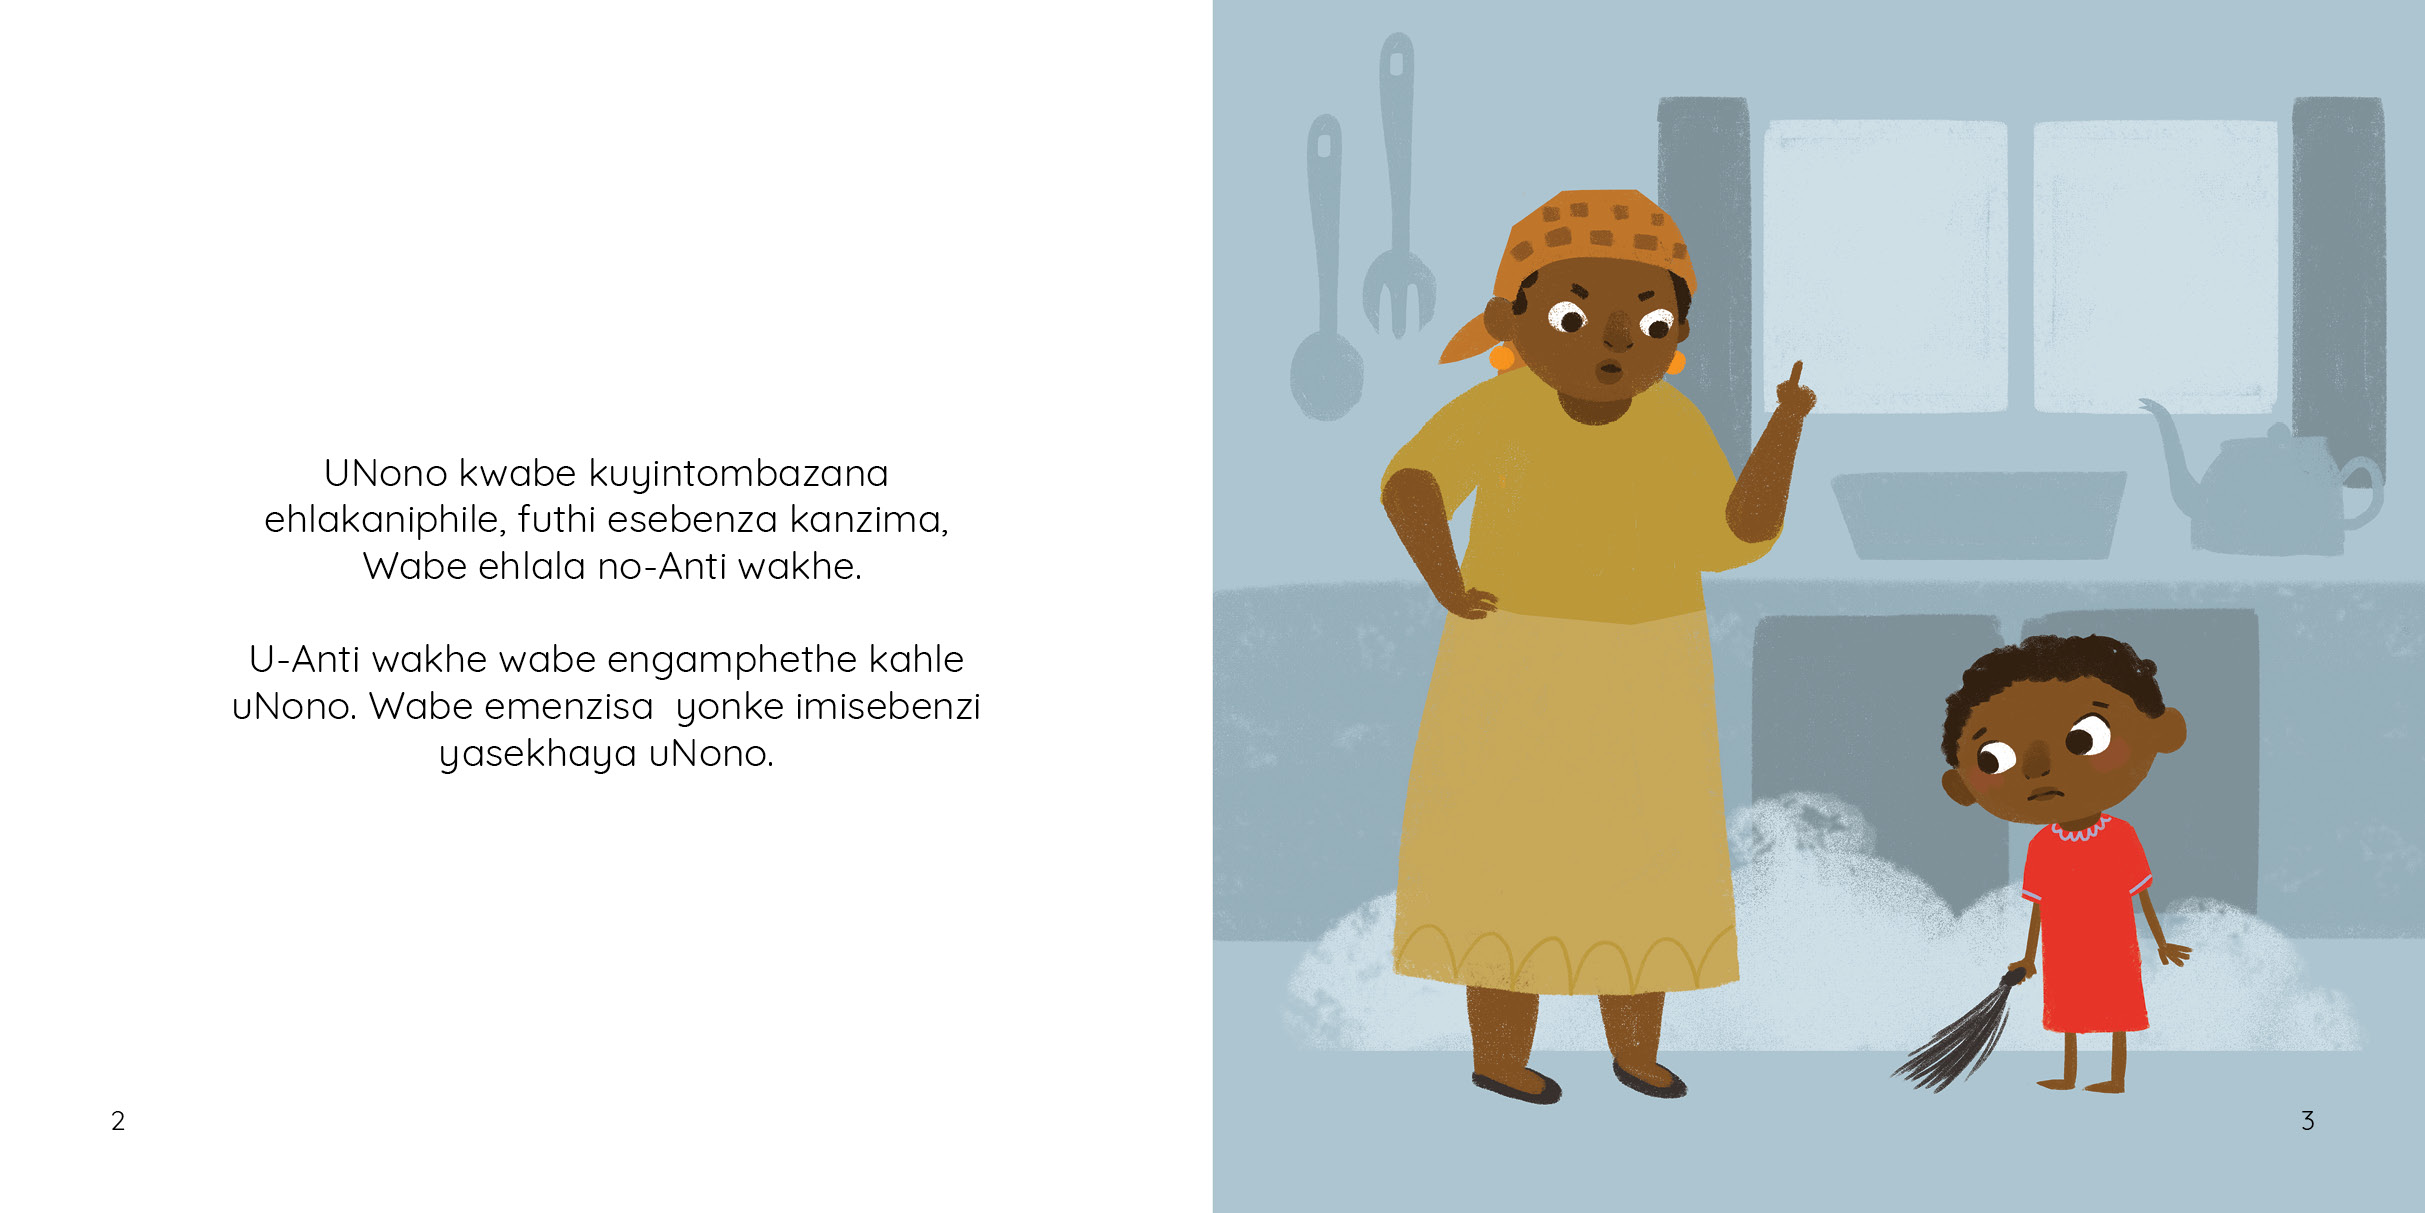 UNono kwabe kuyintombazana
ehlakaniphile, futhi esebenza kanzima,
Wabe ehlala no-Anti wakhe.
U-Anti wakhe wabe engamphethe kahle
uNono. Wabe emenzisa  yonke imisebenzi
yasekhaya uNono.
2
3